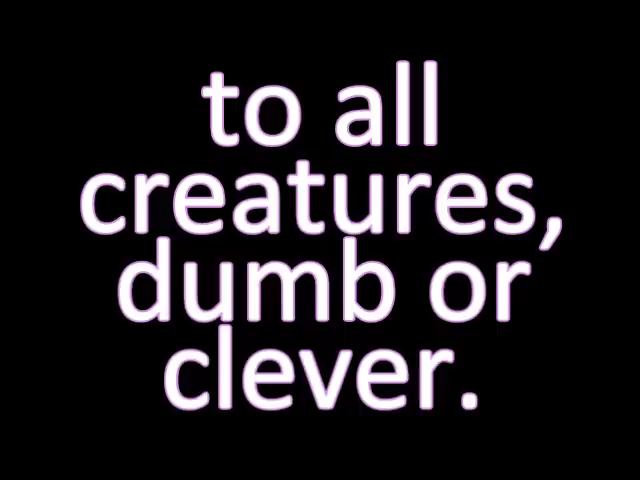 to all
creatures,
dumb or
clever.